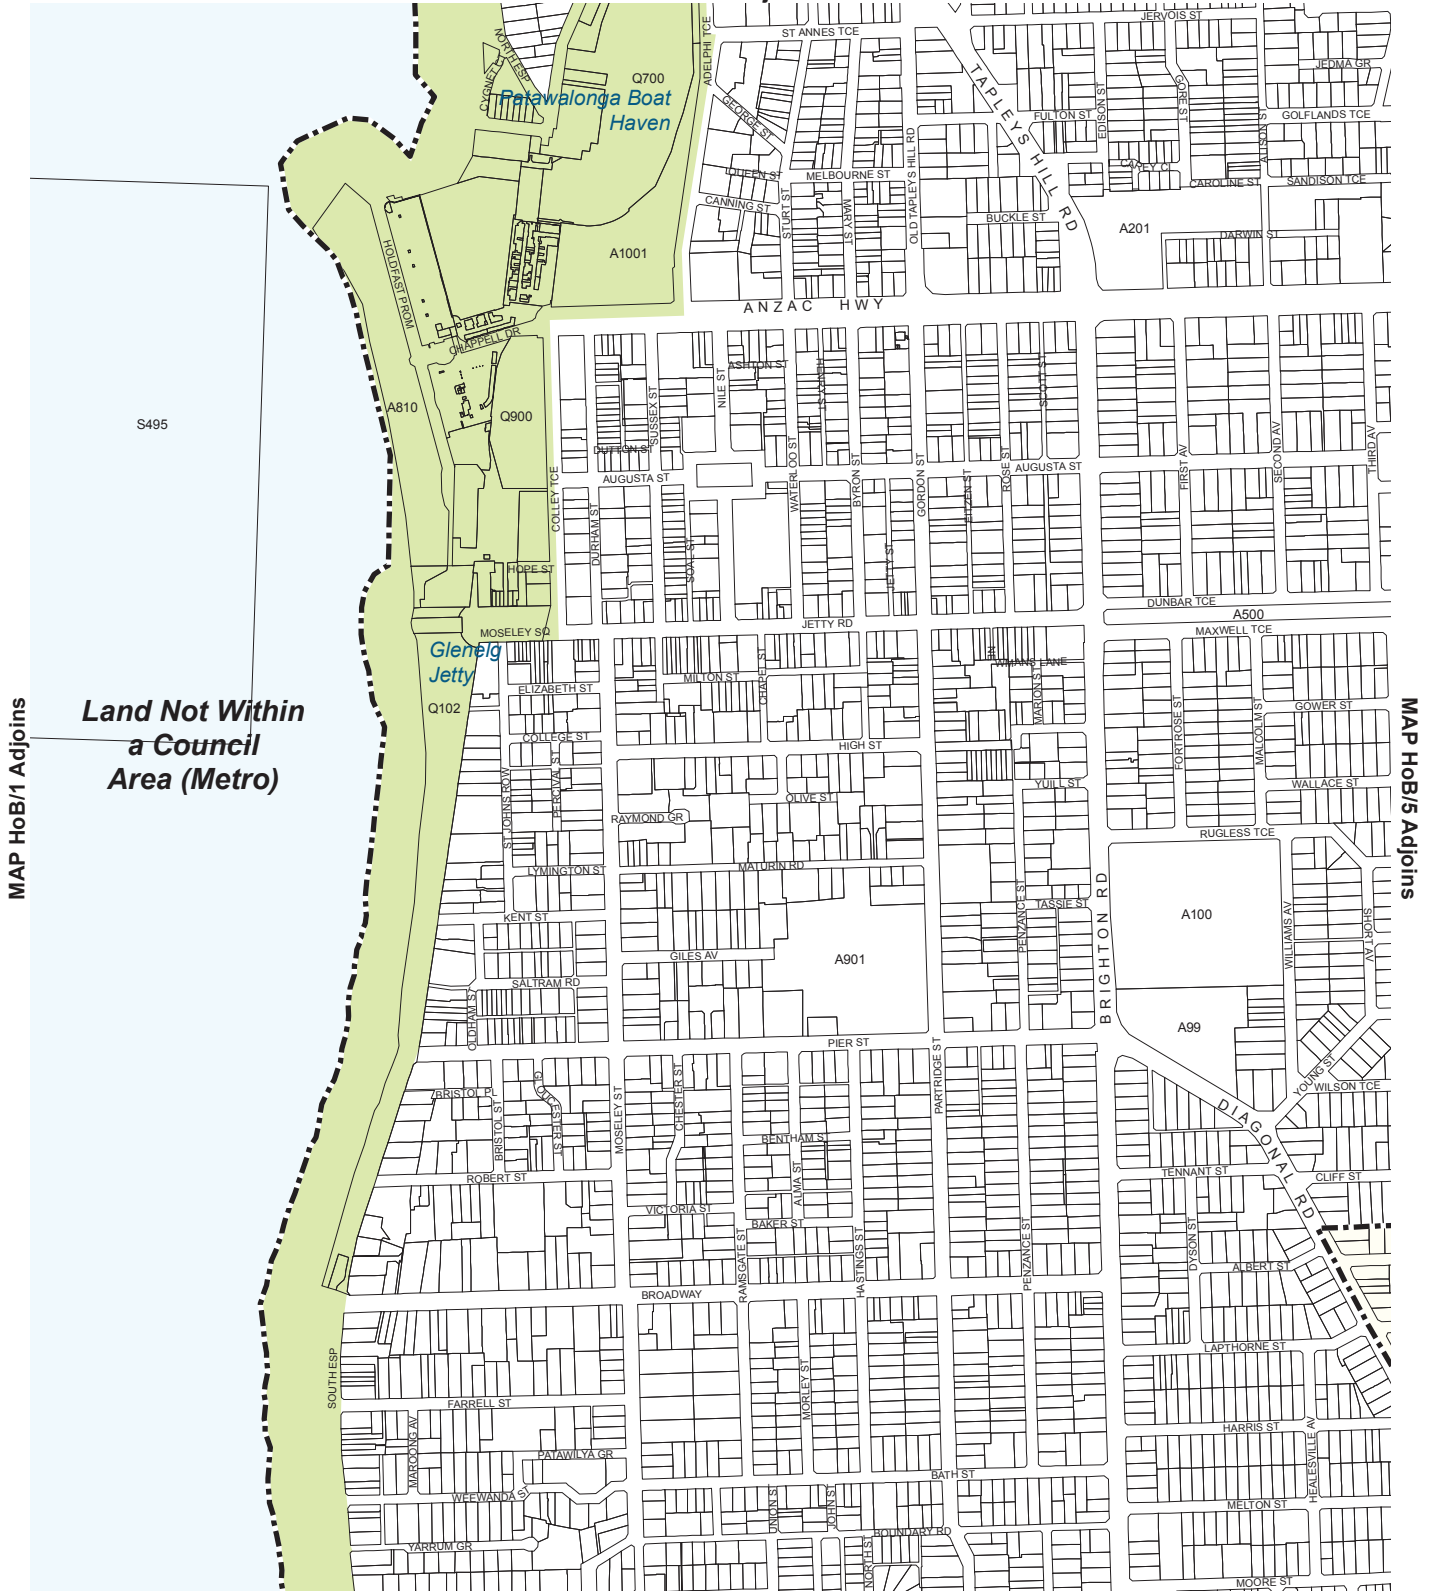 JERVOIS ST
ST ANNES TCE
ADELPHI TCE
NORTH ESP
CYGNET CT
Q700
Patawalonga Boat
Haven
TAPLEYS HILL RD
JEDMA GR
GEORGE ST
EDISON ST
GORE ST
FULTON ST
GOLFLANDS TCE
ALISON ST
OLD TAPLEYS HILL RD
QUEEN ST
MELBOURNE ST
CAROLINE ST
SANDISON TCE
CANNING ST
STURT ST
MARY ST
BUCKLE ST
A201
DARWIN ST
HOLDFAST PROM
A1001
ANZAC HWY
CHAPPELL DR
ASHTON ST
NILE ST
HENRY ST
SCOTT ST
A810
Q900
S495
SUSSEX ST
DUTTON ST
AUGUSTA ST
WATERLOO ST
BYRON ST
GORDON ST
ROSE ST
AUGUSTA ST
FIRST AV
SECOND AV
THIRD AV
COLLEY TCE
DURHAM ST
SOAL ST
JETTY ST
EITZEN ST
HOPE ST
DUNBAR TCE
A500
MAXWELL TCE
MOSELEY SQ
JETTY RD
Glenelg
Jetty
Q102
ELIZABETH ST
MILTON ST
CHAPEL ST
MARION ST
COLLEGE ST
HIGH ST
FORTROSE ST
MALCOLM ST
GOWER ST
Land Not Within
a Council
Area (Metro)
MAP HoB/1 Adjoins
MAP HoB/5 Adjoins
ST JOHNS ROW
PERCIVAL ST
YUILL ST
WALLACE ST
OLIVE ST
RAYMOND GR
RUGLESS TCE
LYMINGTON ST
MATURIN RD
KENT ST
PENZANCE ST
TASSIE ST
BRIGHTON RD
A100
WILLIAMS AV
SHORT AV
GILES AV
A901
SALTRAM RD
OLDHAM ST
A99
PIER ST
PARTRIDGE ST
BRISTOL PL
BRISTOL ST
GLOUCESTER ST
MOSELEY ST
CHESTER ST
YOUNG ST
WILSON TCE
DIAGONAL RD
BENTHAM ST
ALMA ST
ROBERT ST
TENNANT ST
CLIFF ST
VICTORIA ST
BAKER ST
RAMSGATE ST
HASTINGS ST
PENZANCE ST
DYSON ST
ALBERT ST
BROADWAY
SOUTH ESP
MORLEY ST
LAPTHORNE ST
FARRELL ST
MAROONG AV
HARRIS ST
HEALESVILLE AV
PATAWILYA GR
BATH ST
WEEWANDA ST
UNION ST
JOHN ST
MELTON ST
BOUNDARY RD
YARRUM GR
NORTH ST
MOORE ST